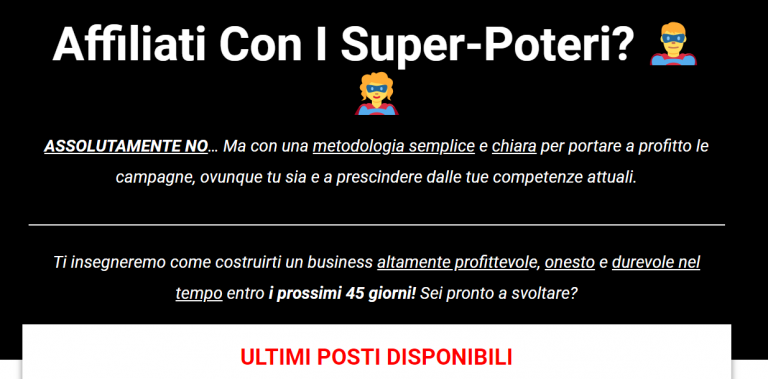 Affiliati Con I Super-Poteri? 🦸‍♂️
🦸‍♀️
ASSOLUTAMENTE NO… Ma con una metodologia semplice e chiara per portare a profitto le
campagne, ovunque tu sia e a prescindere dalle tue competenze attuali.
Ti insegneremo come costruirti un business altamente profittevole, onesto e durevole nel
tempo entro i prossimi 45 giorni! Sei pronto a svoltare?
ULTIMI POSTI DISPONIBILI